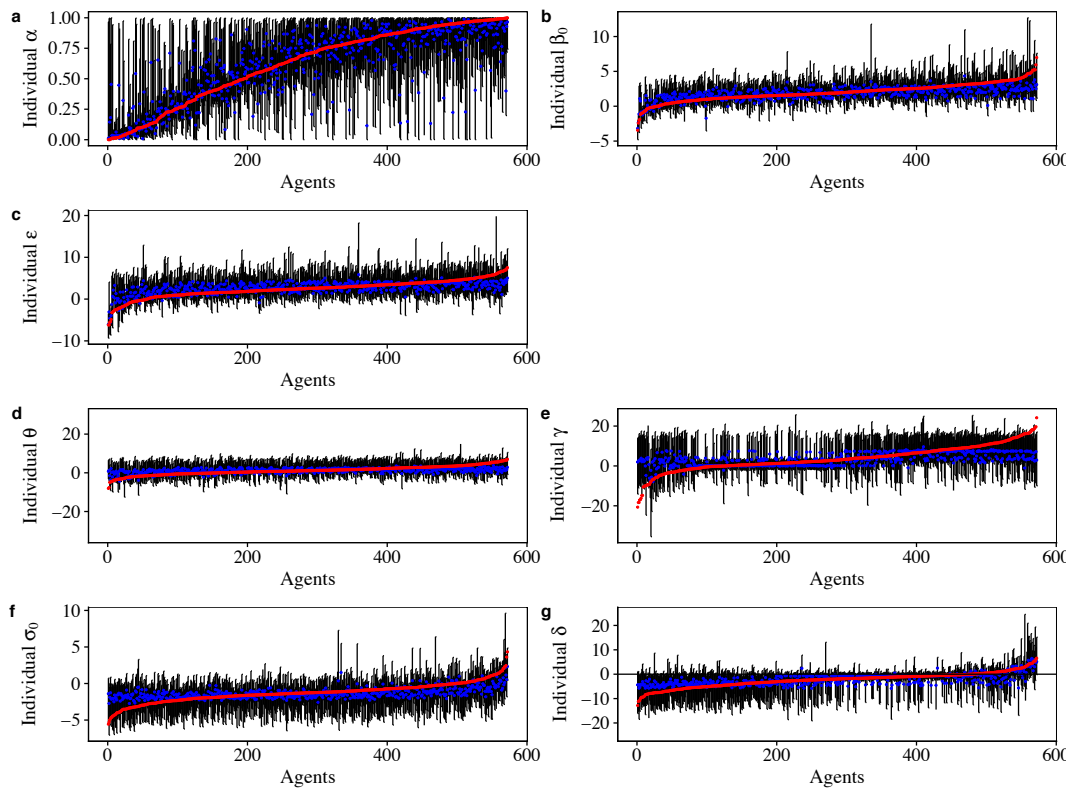 a
1.00
0.75
0.50
0.25
0.00
Individual α
0 200 400 600
Agents
b
10
5
0
−5
Individual β0
0 200 400 600
Agents
c
20
10
0
−10
Individual ε
0 200 400 600
Agents
d
20
0
−20
Individual θ
0 200 400 600
Agents
e
20
0
−20
Individual γ
0 200 400 600
Agents
f
10
5
0
−5
Individual σ0
0 200 400 600
Agents
g
20
10
0
−10
−20
Individual δ
0 200 400 600
Agents